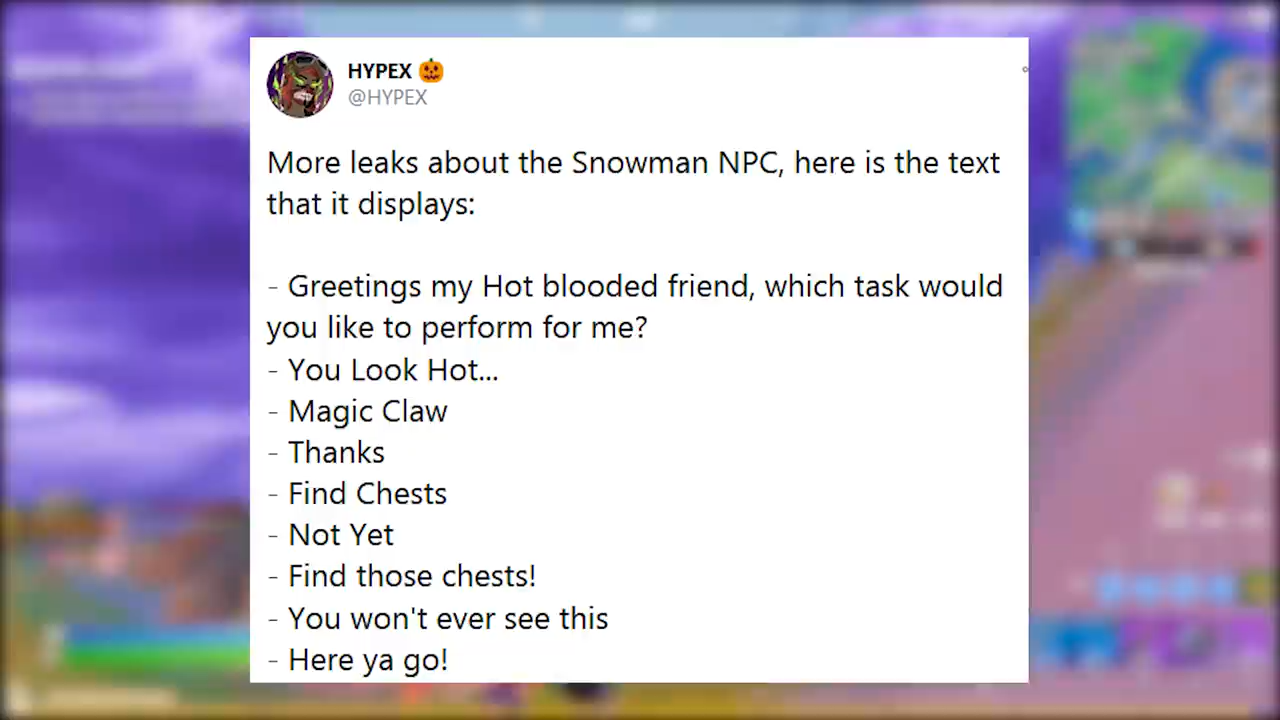 HYPEX 🎃
@HYPEX
More leaks about the Snowman NPC, here is the text
that it displays:
- Greetings my Hot blooded friend, which task would
you like to perform for me?
- You Look Hot...
- Magic Claw
- Thanks
- Find Chests
- Not Yet
- Find those chests!
- You won't ever see this
- Here ya go!